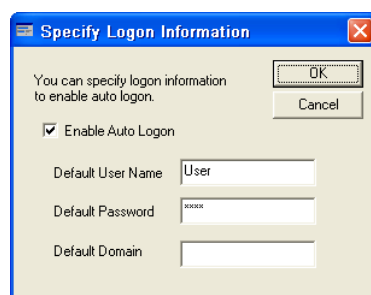 Specify Logon Information
You can specify logon information
to enable auto logon.
OK
Cancel
Enable Auto Logon
Default User Name
User
Default Password
xxxx
Default Domain